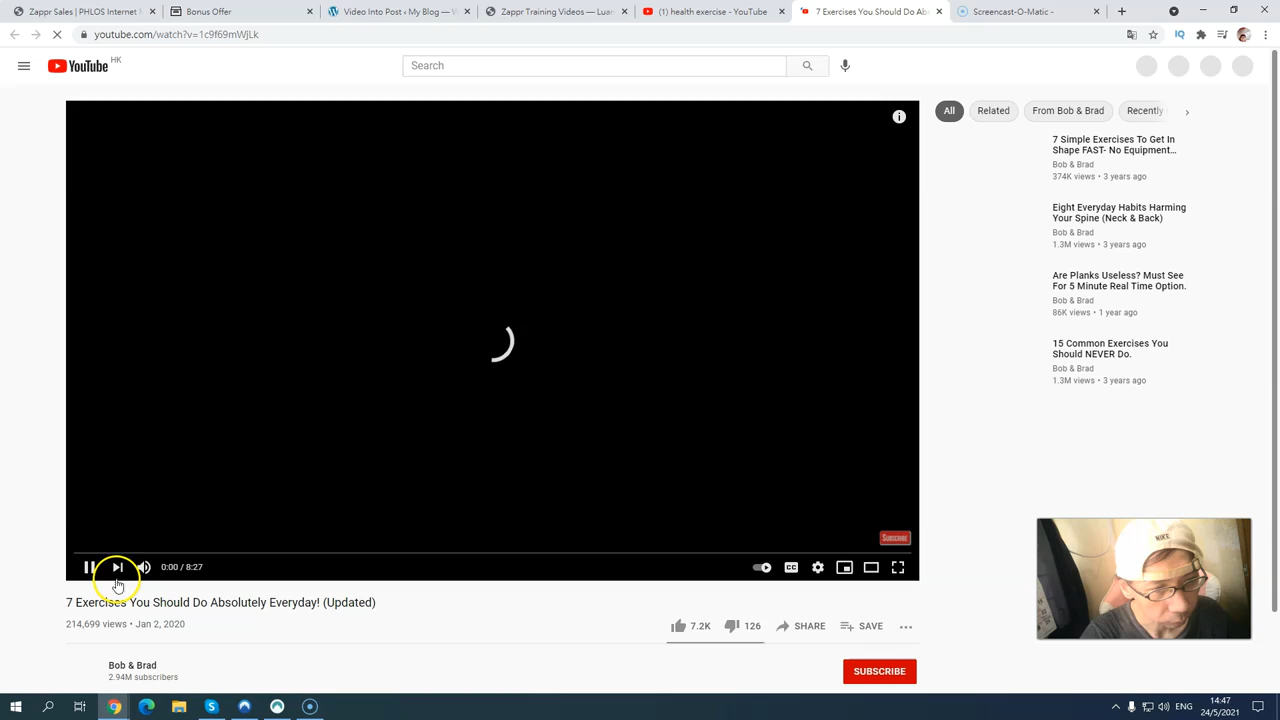 Zappr Sales | PHLOS Internet M
Bonus Offer
Video Into Post ‹ My Blog — W
Zappr Training Videos — Luan
(1) health exercise - YouTube
7 Exercises You Should Do Abs
Screencast-O-Matic -
youtube.com/watch?v=1c9f69mWjLk
IQ
YouTube HK
Search
All
Related
From Bob & Brad
Recently
7 Simple Exercises To Get In
Shape FAST- No Equipment...
Bob & Brad
374K views • 3 years ago
Eight Everyday Habits Harming
Your Spine (Neck & Back)
Bob & Brad
1.3M views • 3 years ago
Are Planks Useless? Must See
For 5 Minute Real Time Option.
Bob & Brad
86K views • 1 year ago
15 Common Exercises You
Should NEVER Do.
Bob & Brad
1.3M views • 3 years ago
SUBSCRIBE
0:00 / 8:27
CC
7 Exercises You Should Do Absolutely Everyday! (Updated)
214,699 views • Jan 2, 2020
7.2K
126
SHARE
SAVE
Bob & Brad
2.94M subscribers
SUBSCRIBE
NIKE
ENG
14:47
24/5/2021